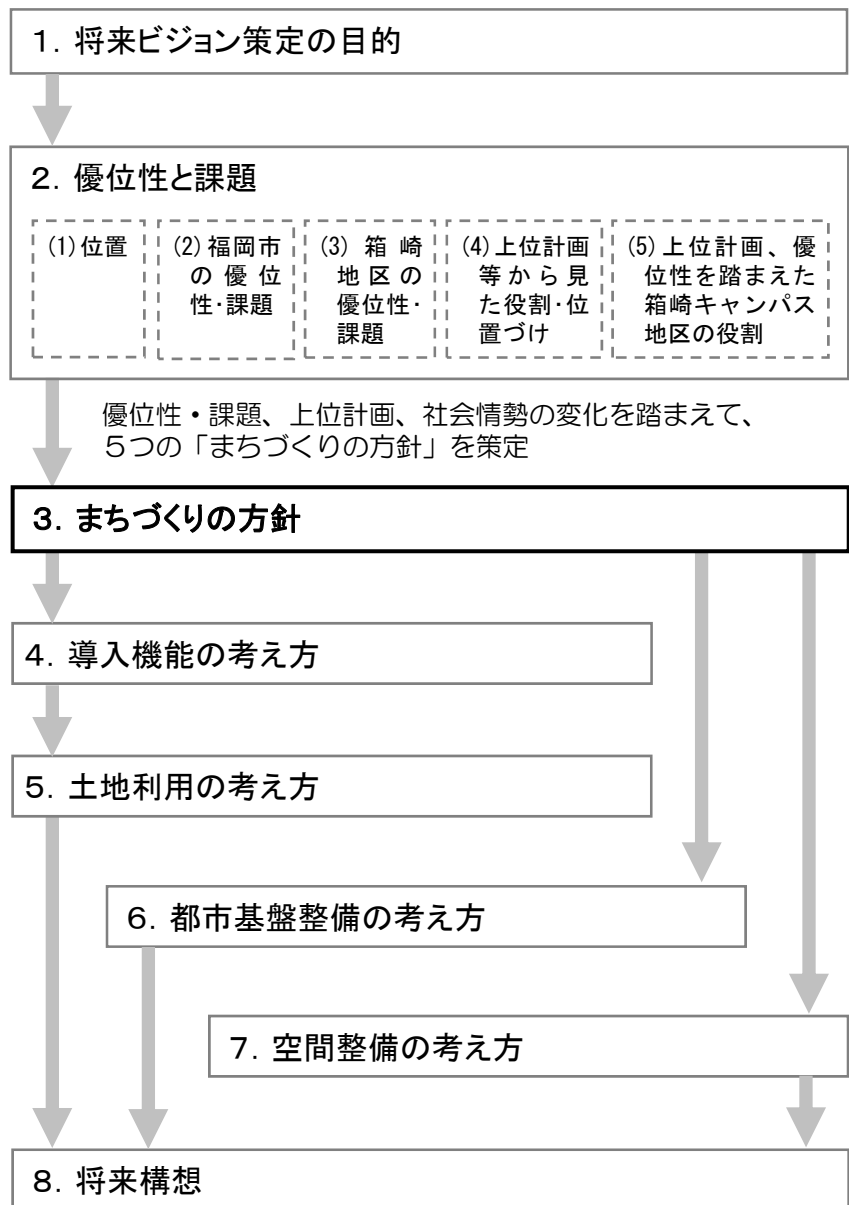 １．将来ビジョン策定の目的
２．優位性と課題
(1)位置
(2)福岡市
の優位
性・課題
(3)箱崎
地区の
優位性・
課題
(4)上位計画
等から見
た役割・位
置づけ
(5)上位計画、優
位性を踏まえた
箱崎キャンパス
地区の役割
優位性・課題、上位計画、社会情勢の変化を踏まえて、
５つの「まちづくりの方針」を策定
３．まちづくりの方針
４．導入機能の考え方
５．土地利用の考え方
６．都市基盤整備の考え方
７．空間整備の考え方
８．将来構想